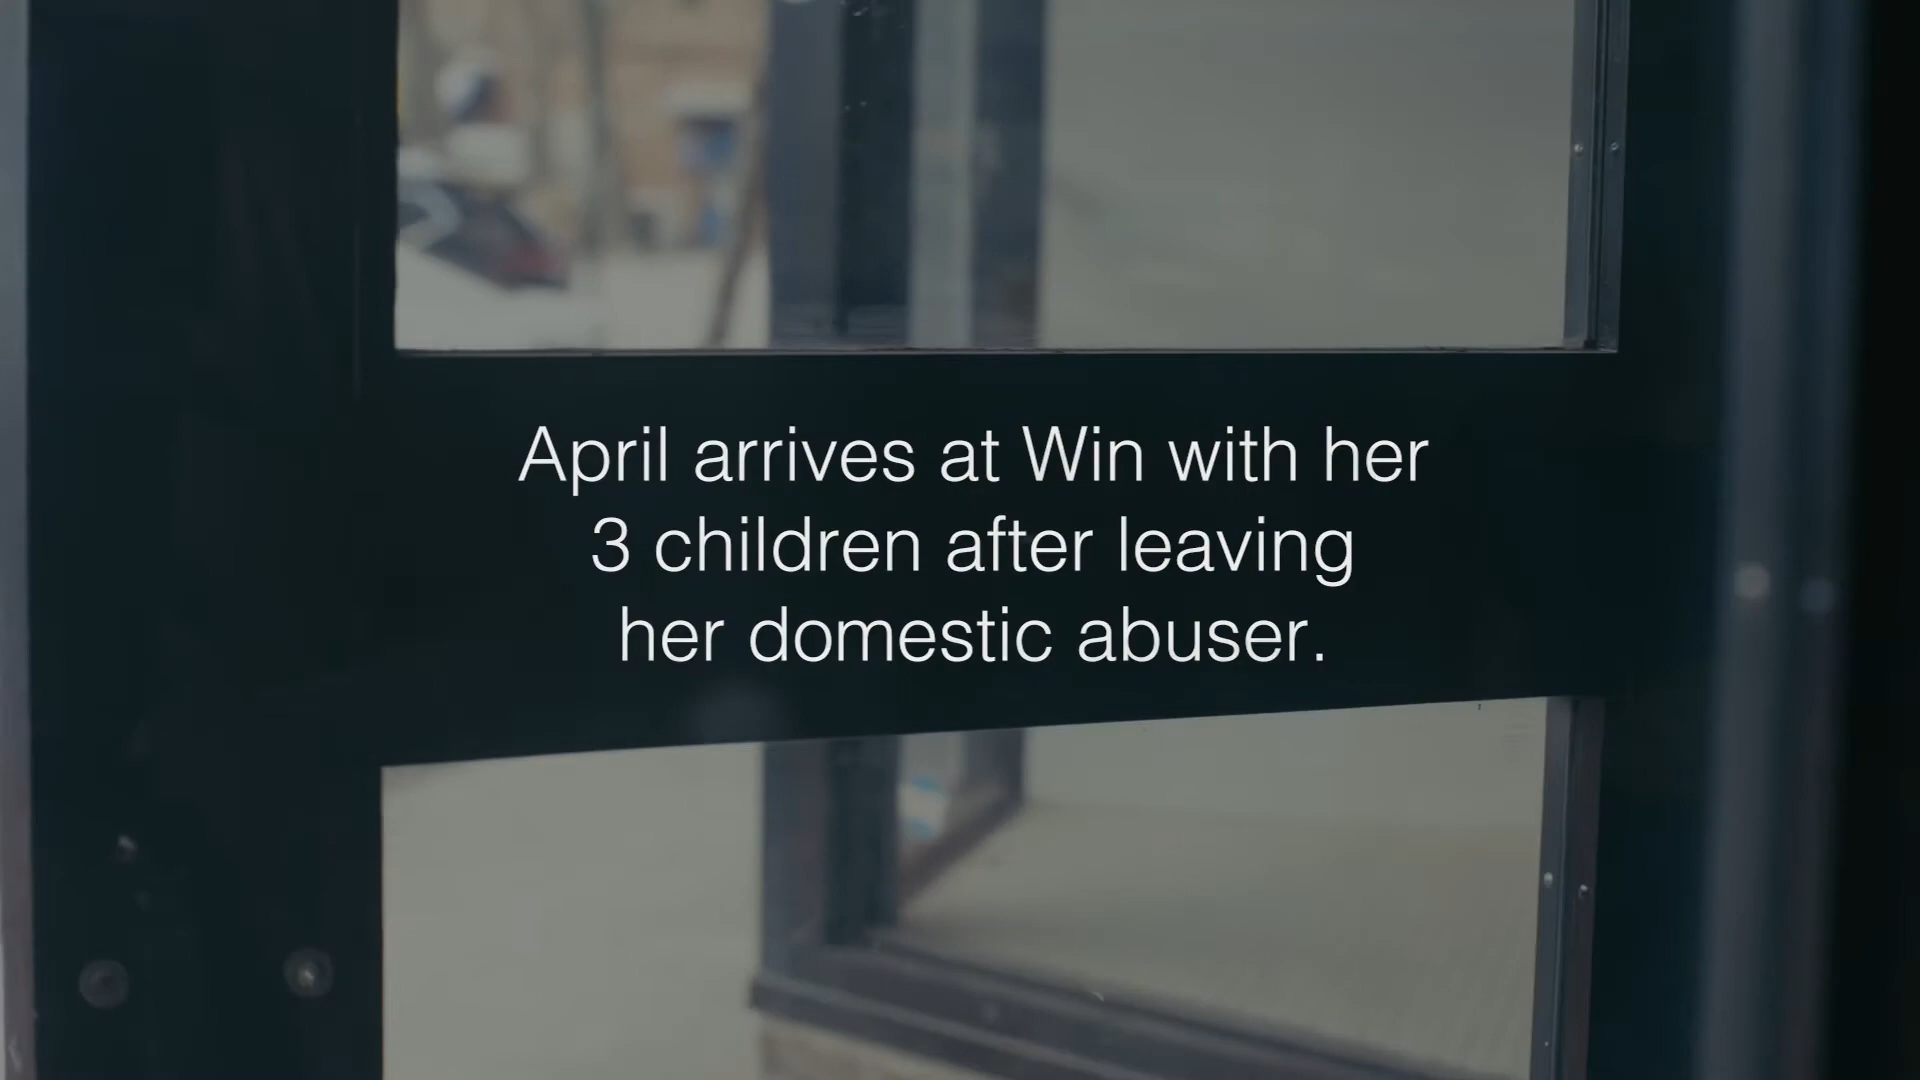 April arrives at Win with her
3 children after leaving
her domestic abuser.